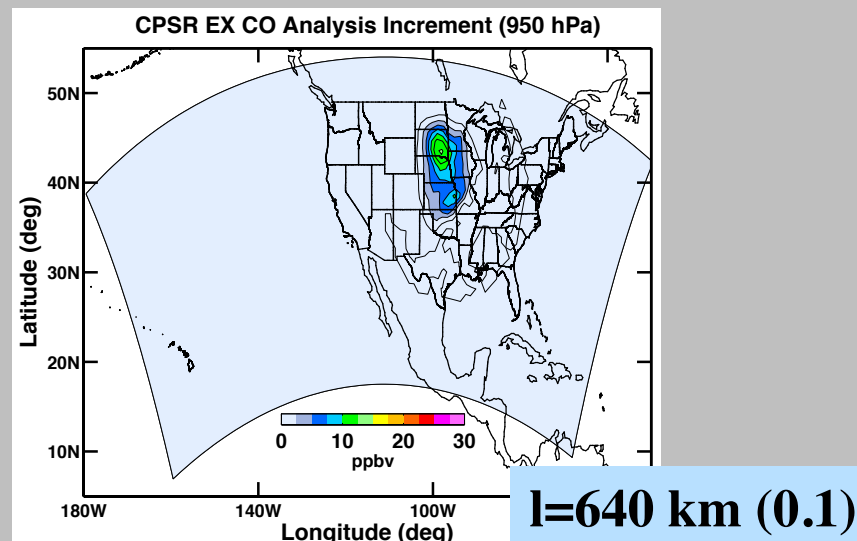 CPSR EX CO Analysis Increment (950 hPa)
Latitude (deg)
50N
40N
30N
20N
10N
0 10 20 30
ppbv
180W 140W 100W
Longitude (deg)
l=640 km (0.1)